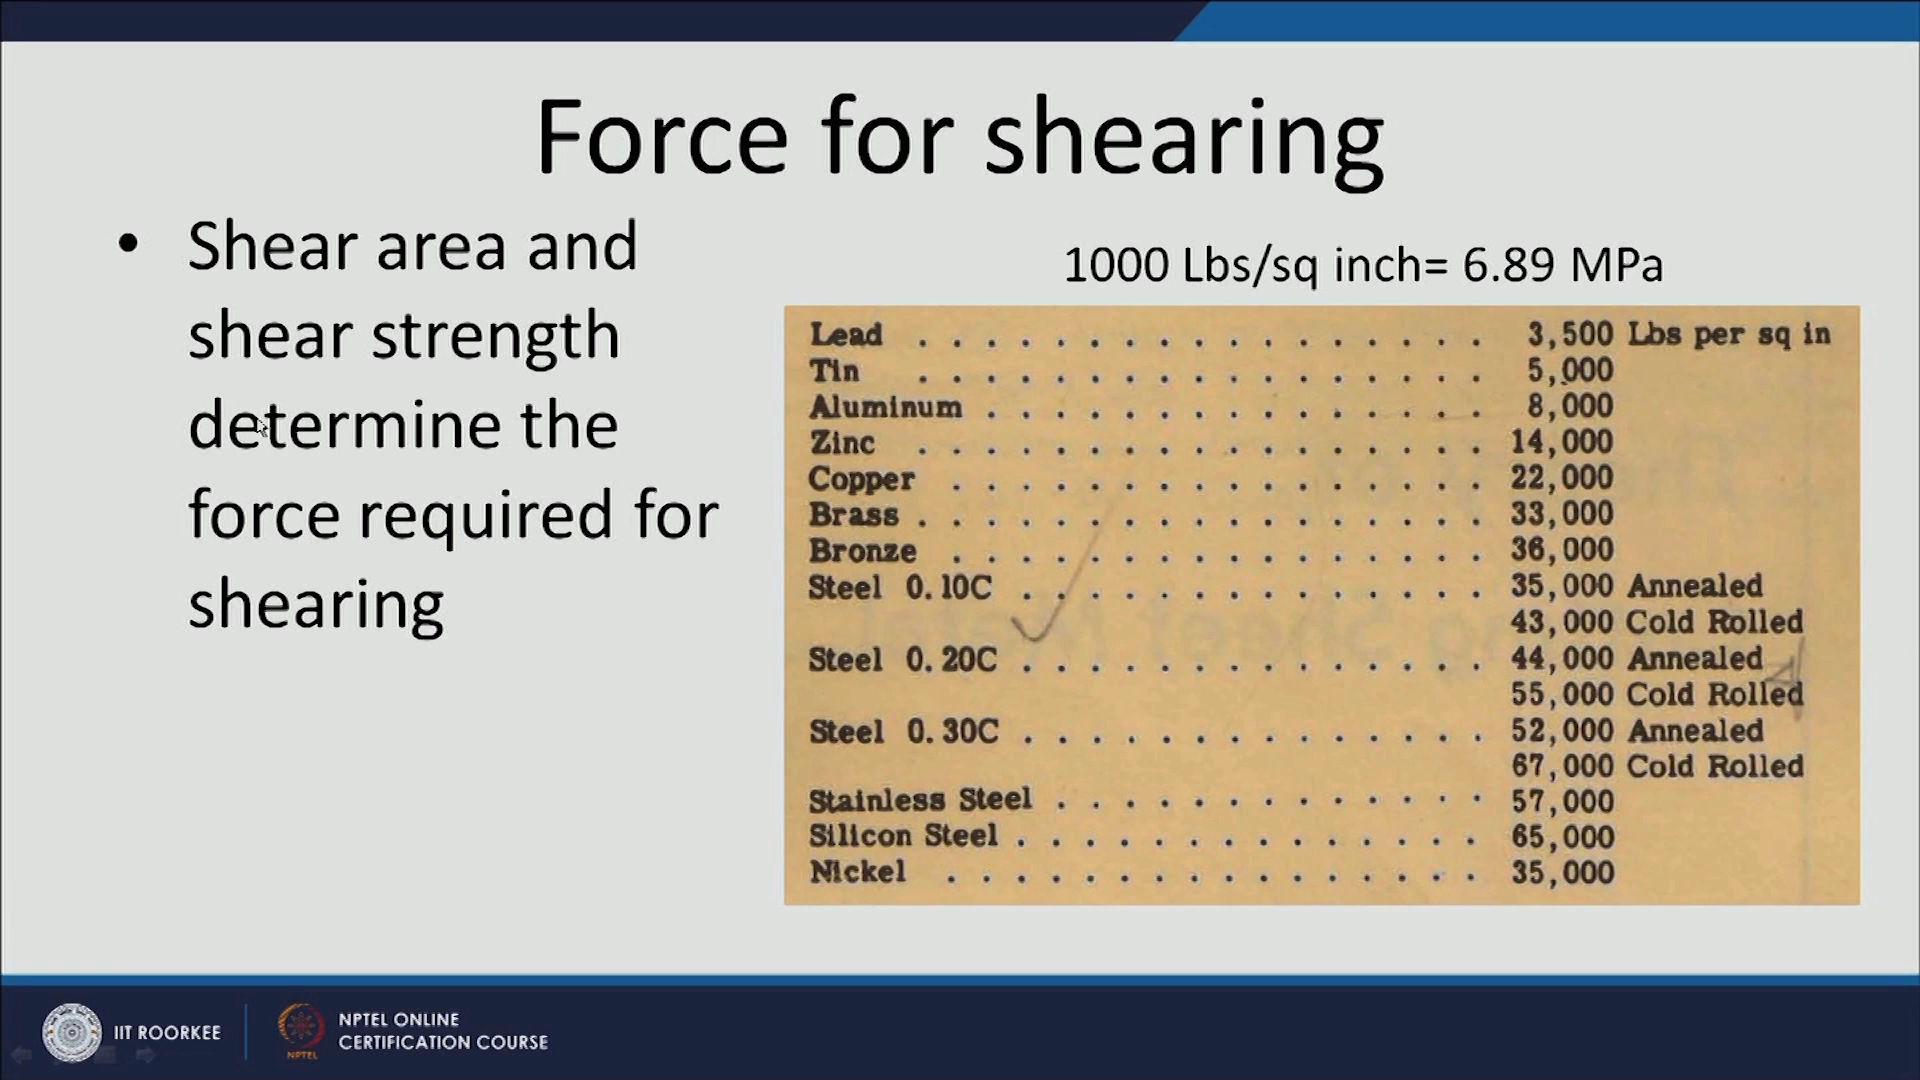 Force for shearing
• Shear area and
shear strength
determine the
force required for
shearing
1000 Lbs/sq inch= 6.89 MPa
Lead . . . . . . . . . . . . . . . . . 3,500 Lbs per sq in
Tin . . . . . . . . . . . . . . . . . 5,000
Aluminum . . . . . . . . . . . . . . . 8,000
Zinc . . . . . . . . . . . . . . . . . 14,000
Copper . . . . . . . . . . . . . . . . 22,000
Brass . . . . . . . . . . . . . . . . . 33,000
Bronze . . . . . . . . . . . . . . . . 36,000
Steel 0.10C . . . . . . . . . . . . . . 35,000 Annealed
43,000 Cold Rolled
Steel 0.20C . . . . . . . . . . . . . . 44,000 Annealed
55,000 Cold Rolled
Steel 0.30C . . . . . . . . . . . . . . 52,000 Annealed
67,000 Cold Rolled
Stainless Steel . . . . . . . . . . . . . 57,000
Silicon Steel . . . . . . . . . . . . . . 65,000
Nickel . . . . . . . . . . . . . . . . 35,000
IIT ROORKEE
NPTEL
NPTEL ONLINE
CERTIFICATION COURSE